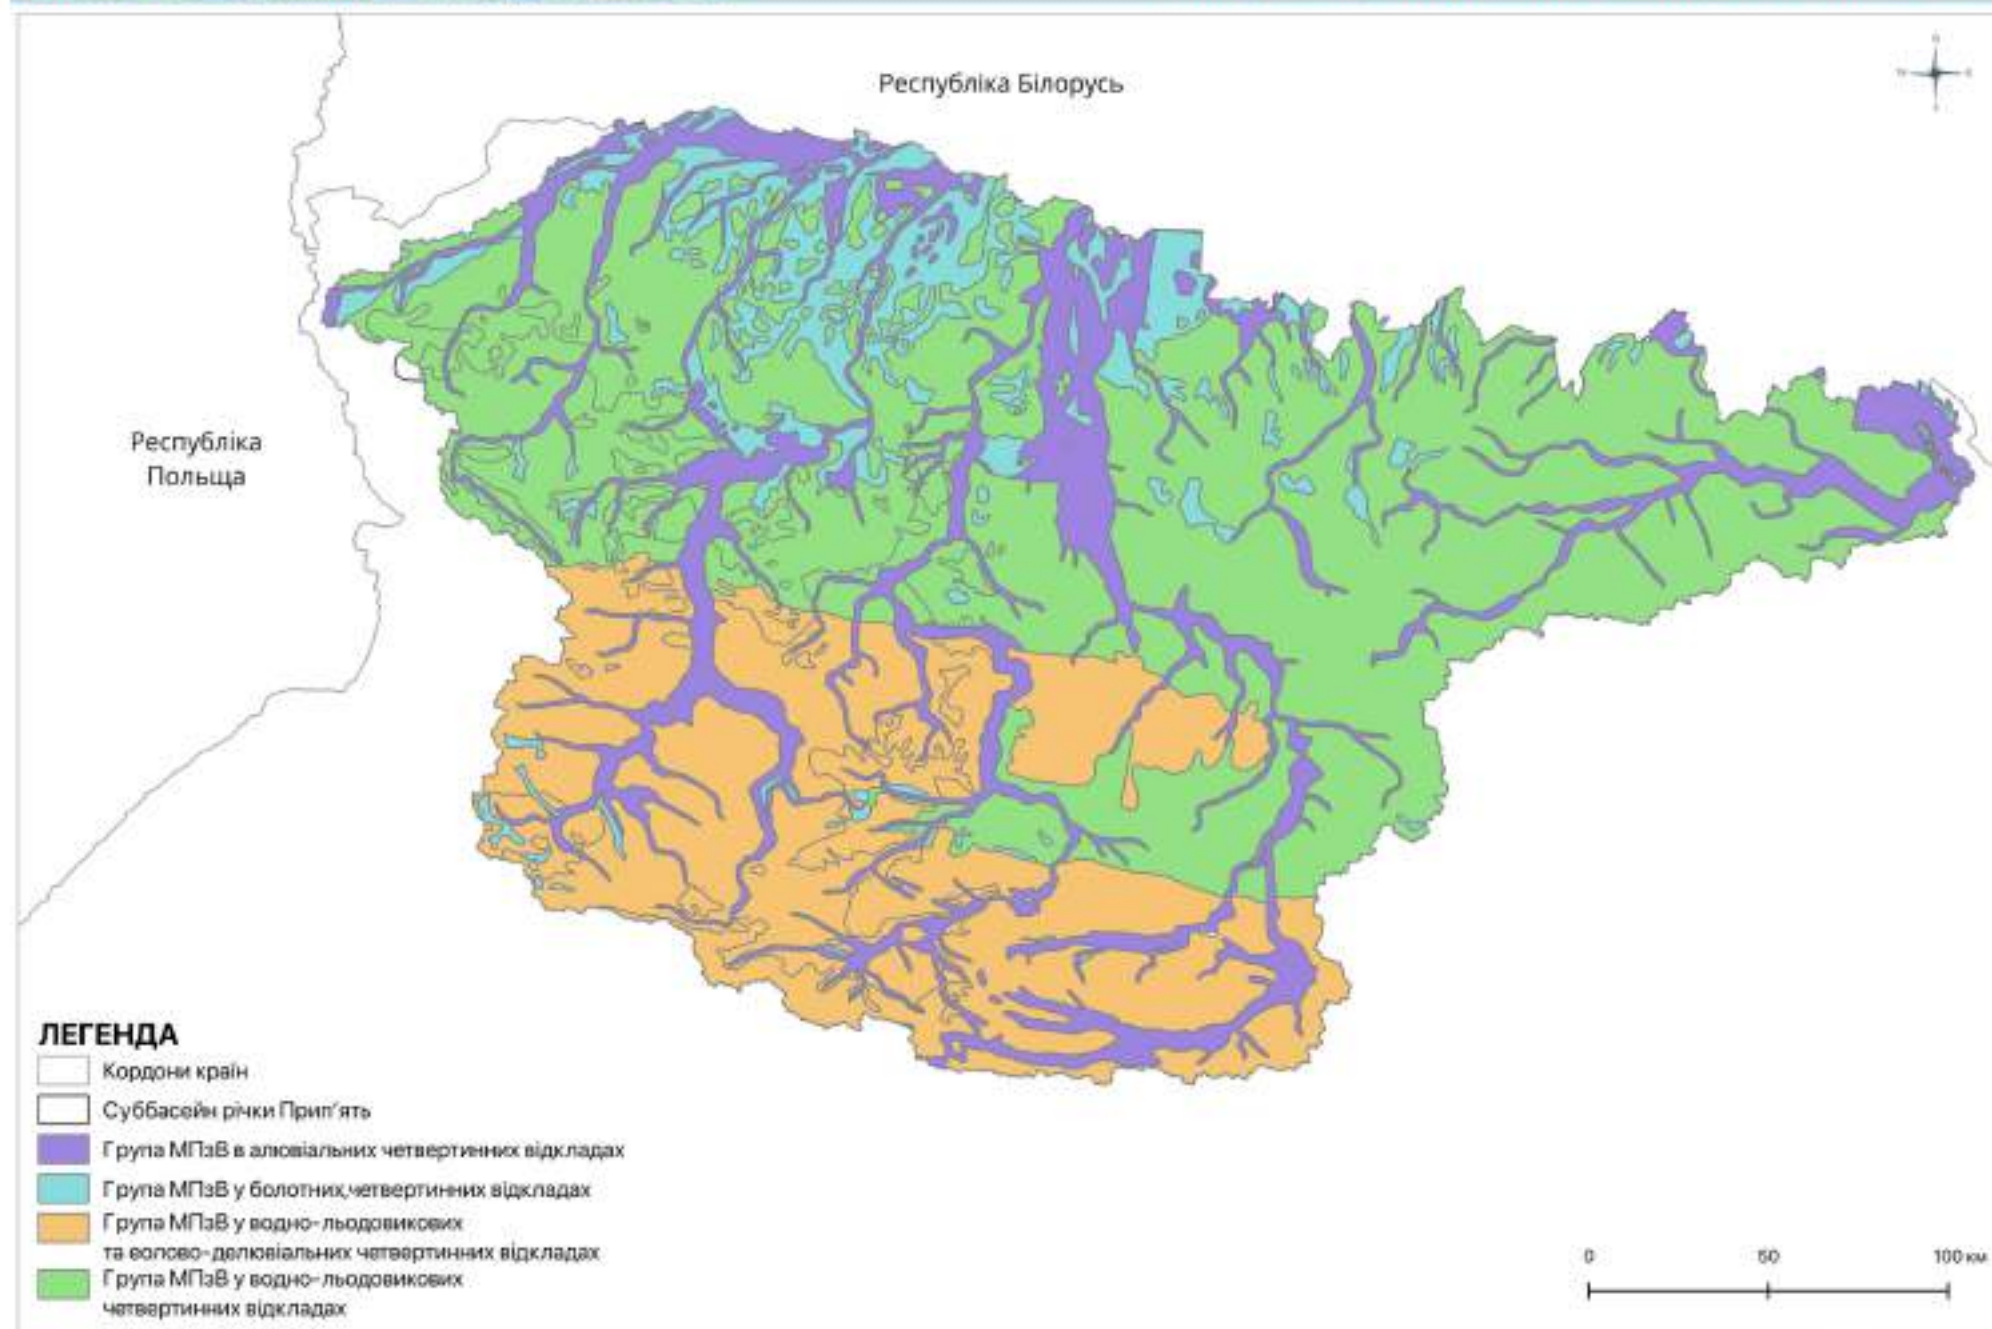 Республіка Білорусь
Республіка
Польща
ЛЕГЕНДА
Кордони країн
Суббасейн річки Прип'ять
Група МПзВ в алювіальних четвертинних відкладах
Група МПзВ у болотних,четвертинних відкладах
Група МПзВ у водно-льодовикових
та еолово-делювіальних четвертинних відкладах
Група МПзВ у водно-льодовикових
четвертинних відкладах
0 50 100 км